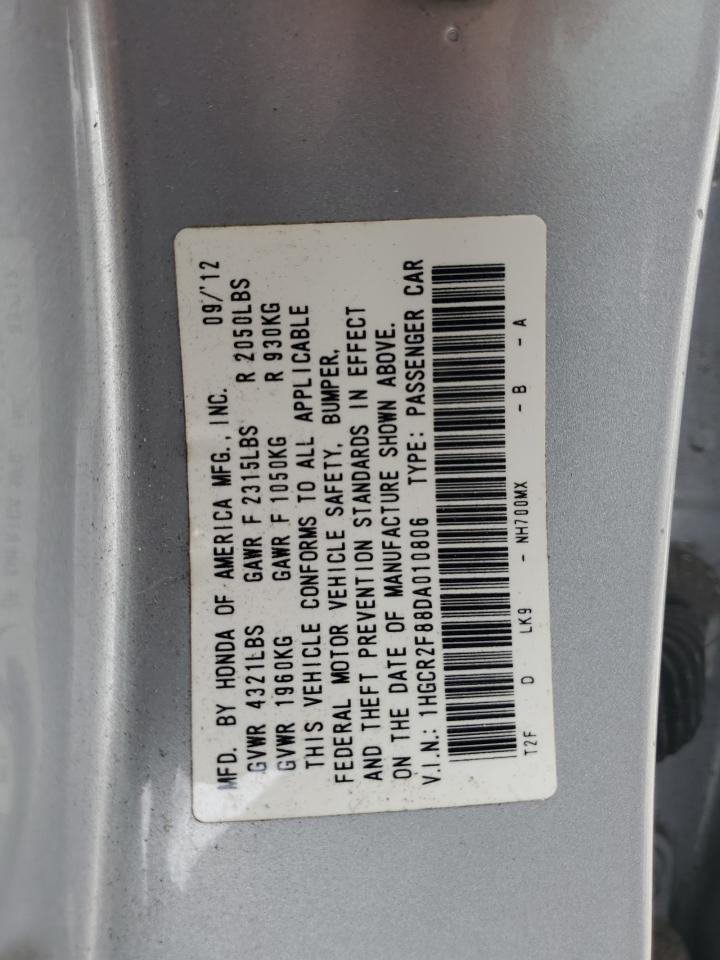 MFD. BY HONDA OF AMERICA MFG., INC. 09/'12
GVWR 4321LBS GAWR F 2315LBS R 2050LBS
GVWR 1960KG GAWR F 1050KG R 930KG
THIS VEHICLE CONFORMS TO ALL APPLICABLE
FEDERAL MOTOR VEHICLE SAFETY, BUMPER,
AND THEFT PREVENTION STANDARDS IN EFFECT
ON THE DATE OF MANUFACTURE SHOWN ABOVE.
V.I.N.: 1HGCR2F88DA010806 TYPE: PASSENGER CAR
T2F D LK9 - NH700MX - B - A